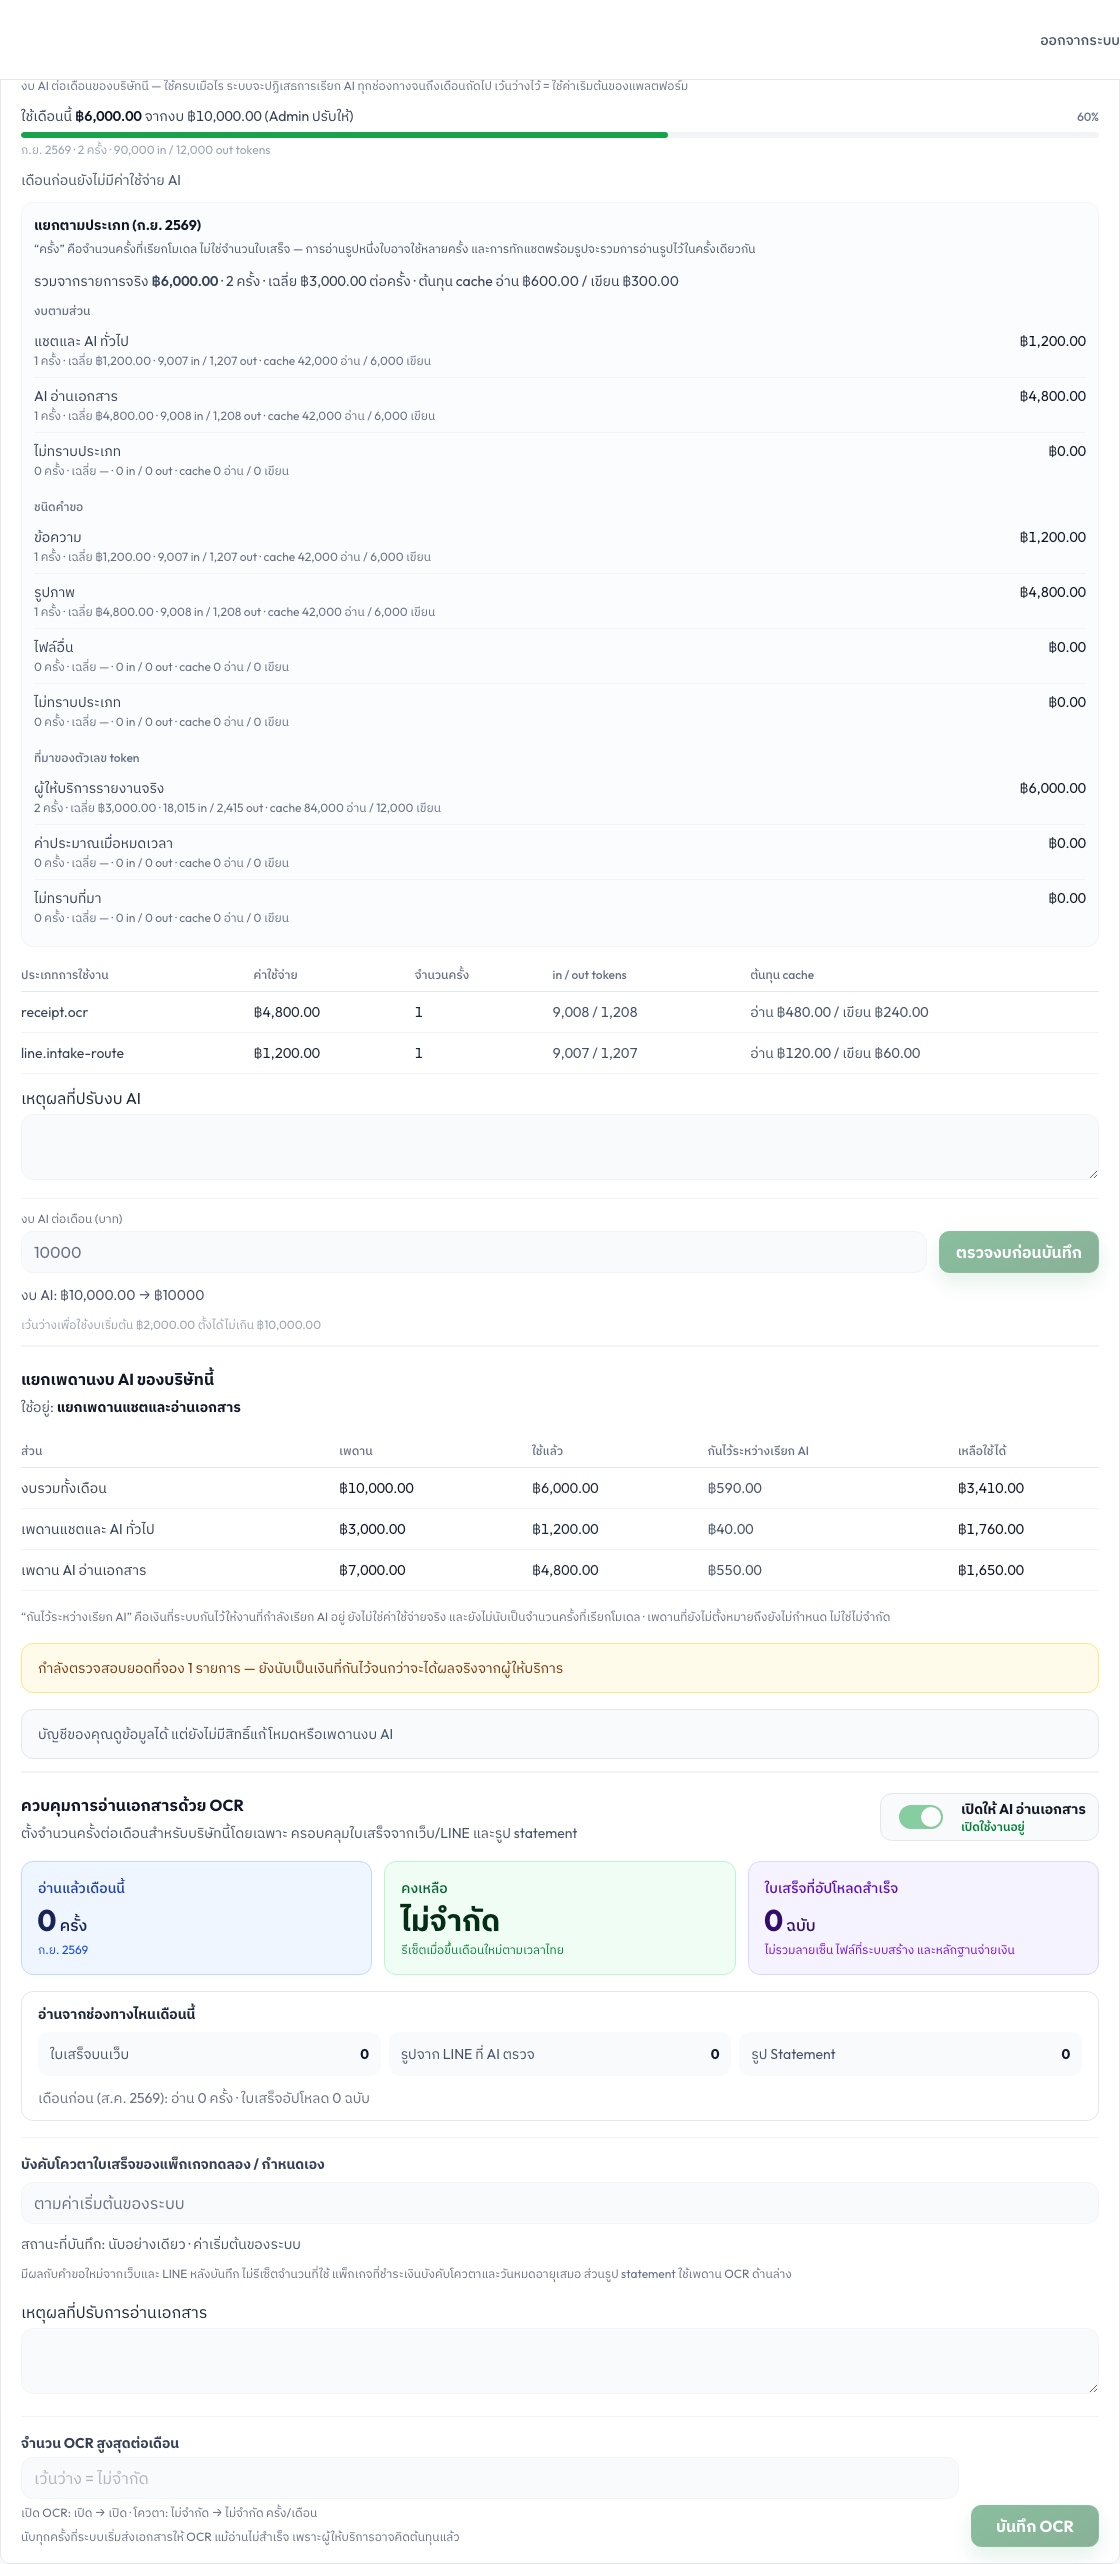 ออกจากระบบ
งบ AI ต่อเดือนของบริษัทนี้ — ใช้ครบเมื่อไร ระบบจะปฏิเสธการเรียก AI ทุกช่องทางจนถึงเดือนถัดไป เว้นว่างไว้ = ใช้ค่าเริ่มต้นของแพลตฟอร์ม
ใช้เดือนนี้ ฿6,000.00 จากงบ ฿10,000.00 (Admin ปรับให้)
60%
ก.ย. 2569 · 2 ครั้ง · 90,000 in / 12,000 out tokens
เดือนก่อนยังไม่มีค่าใช้จ่าย AI
แยกตามประเภท (ก.ย. 2569)
“ครั้ง” คือจำนวนครั้งที่เรียกโมเดล ไม่ใช่จำนวนใบเสร็จ — การอ่านรูปหนึ่งใบอาจใช้หลายครั้ง และการทักแชตพร้อมรูปจะรวมการอ่านรูปไว้ในครั้งเดียวกัน
รวมจากรายการจริง ฿6,000.00 · 2 ครั้ง · เฉลี่ย ฿3,000.00 ต่อครั้ง · ต้นทุน cache อ่าน ฿600.00 / เขียน ฿300.00
งบตามส่วน
แชตและ AI ทั่วไป ฿1,200.00
1 ครั้ง · เฉลี่ย ฿1,200.00 · 9,007 in / 1,207 out · cache 42,000 อ่าน / 6,000 เขียน
AI อ่านเอกสาร ฿4,800.00
1 ครั้ง · เฉลี่ย ฿4,800.00 · 9,008 in / 1,208 out · cache 42,000 อ่าน / 6,000 เขียน
ไม่ทราบประเภท ฿0.00
0 ครั้ง · เฉลี่ย — · 0 in / 0 out · cache 0 อ่าน / 0 เขียน
ชนิดคำขอ
ข้อความ ฿1,200.00
1 ครั้ง · เฉลี่ย ฿1,200.00 · 9,007 in / 1,207 out · cache 42,000 อ่าน / 6,000 เขียน
รูปภาพ ฿4,800.00
1 ครั้ง · เฉลี่ย ฿4,800.00 · 9,008 in / 1,208 out · cache 42,000 อ่าน / 6,000 เขียน
ไฟล์อื่น ฿0.00
0 ครั้ง · เฉลี่ย — · 0 in / 0 out · cache 0 อ่าน / 0 เขียน
ไม่ทราบประเภท ฿0.00
0 ครั้ง · เฉลี่ย — · 0 in / 0 out · cache 0 อ่าน / 0 เขียน
ที่มาของตัวเลข token
ผู้ให้บริการรายงานจริง ฿6,000.00
2 ครั้ง · เฉลี่ย ฿3,000.00 · 18,015 in / 2,415 out · cache 84,000 อ่าน / 12,000 เขียน
ค่าประมาณเมื่อหมดเวลา ฿0.00
0 ครั้ง · เฉลี่ย — · 0 in / 0 out · cache 0 อ่าน / 0 เขียน
ไม่ทราบที่มา ฿0.00
0 ครั้ง · เฉลี่ย — · 0 in / 0 out · cache 0 อ่าน / 0 เขียน
ประเภทการใช้งาน ค่าใช้จ่าย จำนวนครั้ง in / out tokens ต้นทุน cache
receipt.ocr ฿4,800.00 1 9,008 / 1,208 อ่าน ฿480.00 / เขียน ฿240.00
line.intake-route ฿1,200.00 1 9,007 / 1,207 อ่าน ฿120.00 / เขียน ฿60.00
เหตุผลที่ปรับงบ AI
งบ AI ต่อเดือน (บาท)
10000
ตรวจงบก่อนบันทึก
งบ AI: ฿10,000.00 → ฿10000
เว้นว่างเพื่อใช้งบเริ่มต้น ฿2,000.00 ตั้งได้ไม่เกิน ฿10,000.00
แยกเพดานงบ AI ของบริษัทนี้
ใช้อยู่: แยกเพดานแชตและอ่านเอกสาร
ส่วน เพดาน ใช้แล้ว กันไว้ระหว่างเรียก AI เหลือใช้ได้
งบรวมทั้งเดือน ฿10,000.00 ฿6,000.00 ฿590.00 ฿3,410.00
เพดานแชตและ AI ทั่วไป ฿3,000.00 ฿1,200.00 ฿40.00 ฿1,760.00
เพดาน AI อ่านเอกสาร ฿7,000.00 ฿4,800.00 ฿550.00 ฿1,650.00
“กันไว้ระหว่างเรียก AI” คือเงินที่ระบบกันไว้ให้งานที่กำลังเรียก AI อยู่ ยังไม่ใช่ค่าใช้จ่ายจริง และยังไม่นับเป็นจำนวนครั้งที่เรียกโมเดล · เพดานที่ยังไม่ตั้งหมายถึงยังไม่กำหนด ไม่ใช่ไม่จำกัด
กำลังตรวจสอบยอดที่จอง 1 รายการ — ยังนับเป็นเงินที่กันไว้จนกว่าจะได้ผลจริงจากผู้ให้บริการ
บัญชีของคุณดูข้อมูลได้ แต่ยังไม่มีสิทธิ์แก้โหมดหรือเพดานงบ AI
ควบคุมการอ่านเอกสารด้วย OCR
ตั้งจำนวนครั้งต่อเดือนสำหรับบริษัทนี้โดยเฉพาะ ครอบคลุมใบเสร็จจากเว็บ/LINE และรูป statement
เปิดให้ AI อ่านเอกสาร
เปิดใช้งานอยู่
อ่านแล้วเดือนนี้
0 ครั้ง
ก.ย. 2569
คงเหลือ
ไม่จำกัด
รีเซ็ตเมื่อขึ้นเดือนใหม่ตามเวลาไทย
ใบเสร็จที่อัปโหลดสำเร็จ
0 ฉบับ
ไม่รวมลายเซ็น ไฟล์ที่ระบบสร้าง และหลักฐานจ่ายเงิน
อ่านจากช่องทางไหนเดือนนี้
ใบเสร็จบนเว็บ 0
รูปจาก LINE ที่ AI ตรวจ 0
รูป Statement 0
เดือนก่อน (ส.ค. 2569): อ่าน 0 ครั้ง · ใบเสร็จอัปโหลด 0 ฉบับ
บังคับโควตาใบเสร็จของแพ็กเกจทดลอง / กำหนดเอง
ตามค่าเริ่มต้นของระบบ
สถานะที่บันทึก: นับอย่างเดียว · ค่าเริ่มต้นของระบบ
มีผลกับคำขอใหม่จากเว็บและ LINE หลังบันทึก ไม่รีเซ็ตจำนวนที่ใช้ แพ็กเกจที่ชำระเงินบังคับโควตาและวันหมดอายุเสมอ ส่วนรูป statement ใช้เพดาน OCR ด้านล่าง
เหตุผลที่ปรับการอ่านเอกสาร
จำนวน OCR สูงสุดต่อเดือน
เว้นว่าง = ไม่จำกัด
เปิด OCR: เปิด → เปิด · โควตา: ไม่จำกัด → ไม่จำกัด ครั้ง/เดือน
นับทุกครั้งที่ระบบเริ่มส่งเอกสารให้ OCR แม้อ่านไม่สำเร็จ เพราะผู้ให้บริการอาจคิดต้นทุนแล้ว
บันทึก OCR